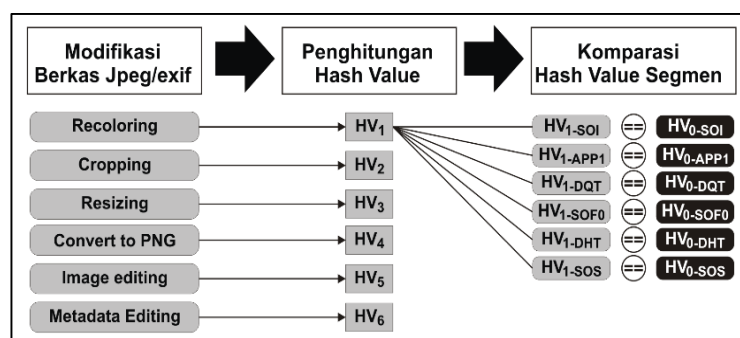 Modifikasi
Berkas Jpeg/exif
Penghitungan
Hash Value
Komparasi
Hash Value Segmen
Recoloring
HV1
HV1-SOI == HV0-SOI
Cropping
HV2
HV1-APP1 == HV0-APP1
Resizing
HV3
HV1-DQT == HV0-DQT
Convert to PNG
HV4
HV1-SOF0 == HV0-SOF0
Image editing
HV5
HV1-DHT == HV0-DHT
Metadata Editing
HV6
HV1-SOS == HV0-SOS